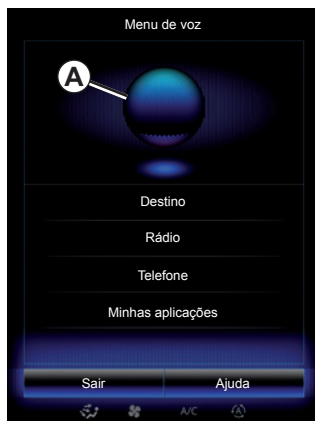 Menu de voz
A
Destino
Rádio
Telefone
Minhas aplicações
Sair Ajuda
A/C A